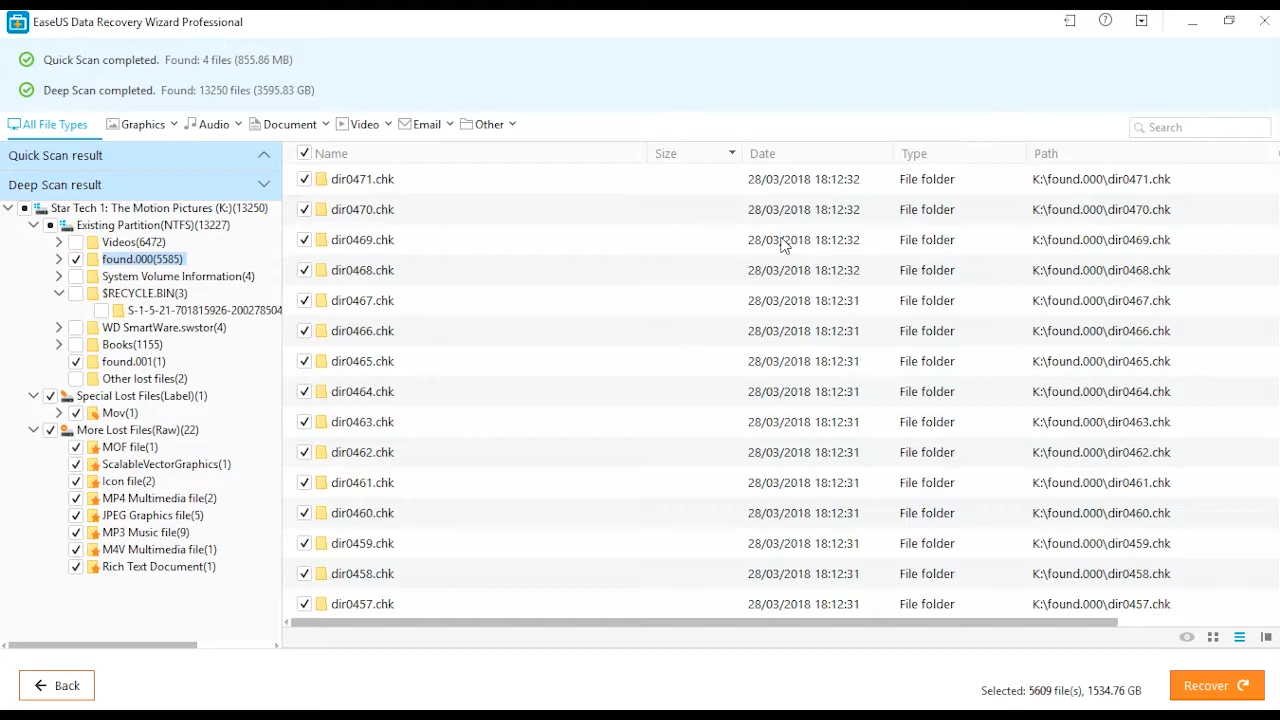 EaseUS Data Recovery Wizard Professional
Quick Scan completed. Found: 4 files (855.86 MB)
Deep Scan completed. Found: 13250 files (3595.83 GB)
All File Types Graphics Audio Document Video Email Other
Search
Quick Scan result
Deep Scan result
Star Tech 1: The Motion Pictures (K:)(13250)
Existing Partition(NTFS)(13227)
Videos(6472)
found.000(5585)
System Volume Information(4)
$RECYCLE.BIN(3)
S-1-5-21-701815926-200278504
WD SmartWare.swstor(4)
Books(1155)
found.001(1)
Other lost files(2)
Special Lost Files(Label)(1)
Mov(1)
More Lost Files(Raw)(22)
MOF file(1)
ScalableVectorGraphics(1)
Icon file(2)
MP4 Multimedia file(2)
JPEG Graphics file(5)
MP3 Music file(9)
M4V Multimedia file(1)
Rich Text Document(1)
Name Size Date Type Path
dir0471.chk 28/03/2018 18:12:32 File folder K:\found.000\dir0471.chk
dir0470.chk 28/03/2018 18:12:32 File folder K:\found.000\dir0470.chk
dir0469.chk 28/03/2018 18:12:32 File folder K:\found.000\dir0469.chk
dir0468.chk 28/03/2018 18:12:32 File folder K:\found.000\dir0468.chk
dir0467.chk 28/03/2018 18:12:31 File folder K:\found.000\dir0467.chk
dir0466.chk 28/03/2018 18:12:31 File folder K:\found.000\dir0466.chk
dir0465.chk 28/03/2018 18:12:31 File folder K:\found.000\dir0465.chk
dir0464.chk 28/03/2018 18:12:31 File folder K:\found.000\dir0464.chk
dir0463.chk 28/03/2018 18:12:31 File folder K:\found.000\dir0463.chk
dir0462.chk 28/03/2018 18:12:31 File folder K:\found.000\dir0462.chk
dir0461.chk 28/03/2018 18:12:31 File folder K:\found.000\dir0461.chk
dir0460.chk 28/03/2018 18:12:31 File folder K:\found.000\dir0460.chk
dir0459.chk 28/03/2018 18:12:31 File folder K:\found.000\dir0459.chk
dir0458.chk 28/03/2018 18:12:31 File folder K:\found.000\dir0458.chk
dir0457.chk 28/03/2018 18:12:31 File folder K:\found.000\dir0457.chk
Back
Selected: 5609 file(s), 1534.76 GB
Recover